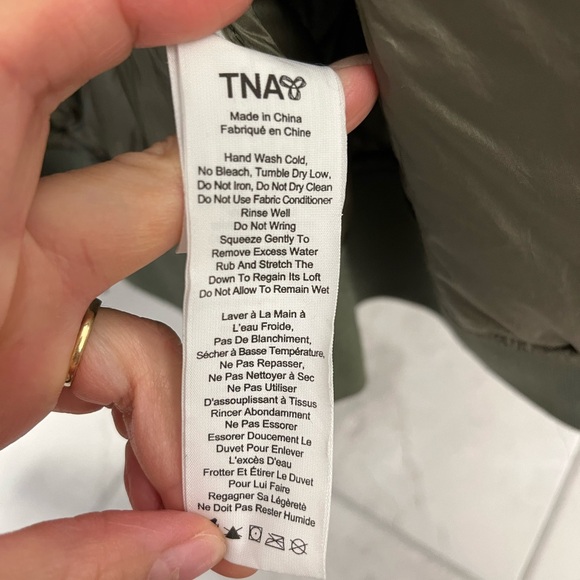 TNA
Made in China
Fabriqué en Chine
Hand Wash Cold,
No Bleach, Tumble Dry Low,
Do Not Iron, Do Not Dry Clean
Do Not Use Fabric Conditioner
Rinse Well
Do Not Wring
Squeeze Gently To
Remove Excess Water
Rub And Stretch The
Down To Regain Its Loft
Do Not Allow To Remain Wet
Laver à La Main à
L'eau Froide,
Pas De Blanchiment,
Sécher à Basse Température,
Ne Pas Repasser,
Ne Pas Nettoyer à Sec
Ne Pas Utiliser
D'assouplissant à Tissus
Rincer Abondamment
Ne Pas Essorer
Essorer Doucement Le
Duvet Pour Enlever
L'excès D'eau
Frotter Et Étirer Le Duvet
Pour Lui Faire
Regagner Sa Légèreté
Ne Doit Pas Rester Humide